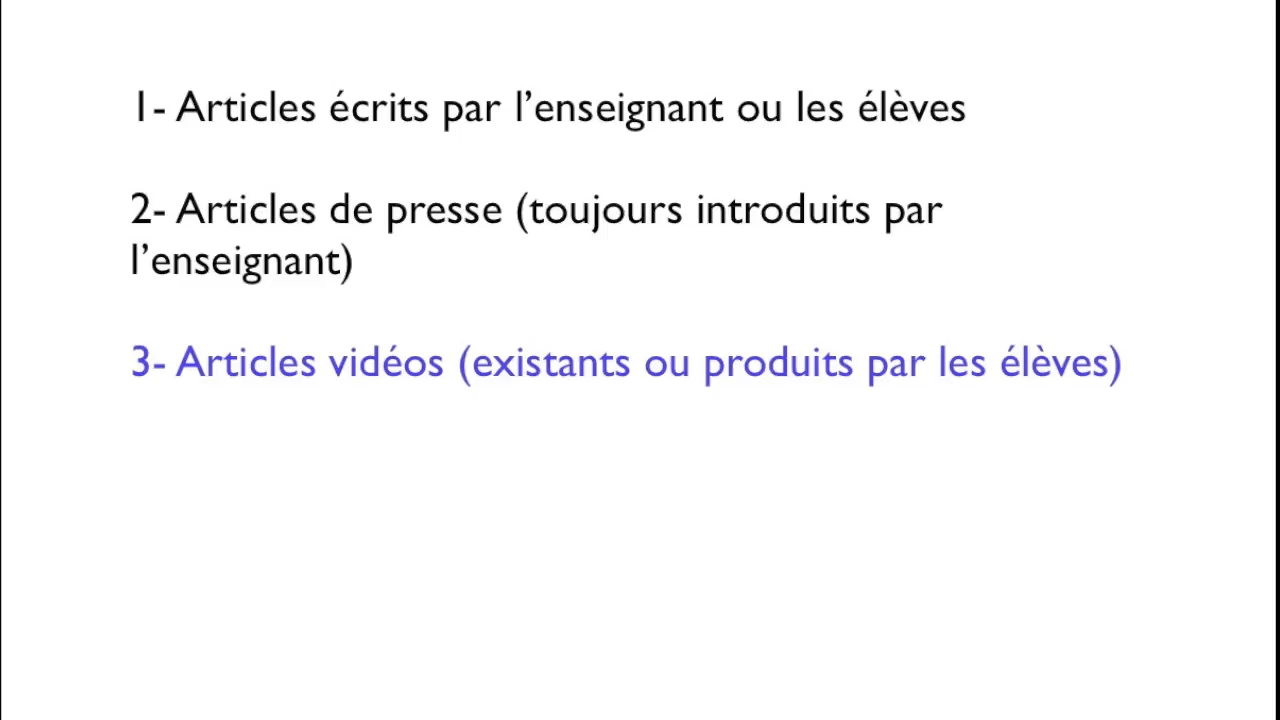 1- Articles écrits par l’enseignant ou les élèves
2- Articles de presse (toujours introduits par
l’enseignant)
3- Articles vidéos (existants ou produits par les élèves)